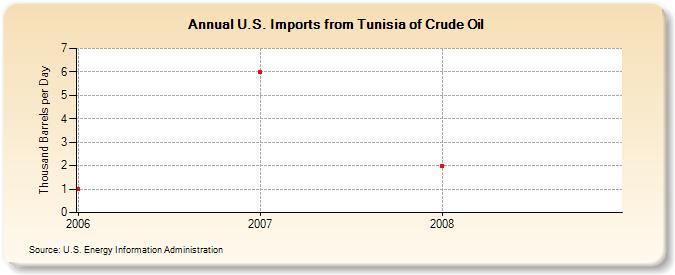 Annual U.S. Imports from Tunisia of Crude Oil
Thousand Barrels per Day
7
6
5
4
3
2
1
0
2006 2007 2008
Source: U.S. Energy Information Administration